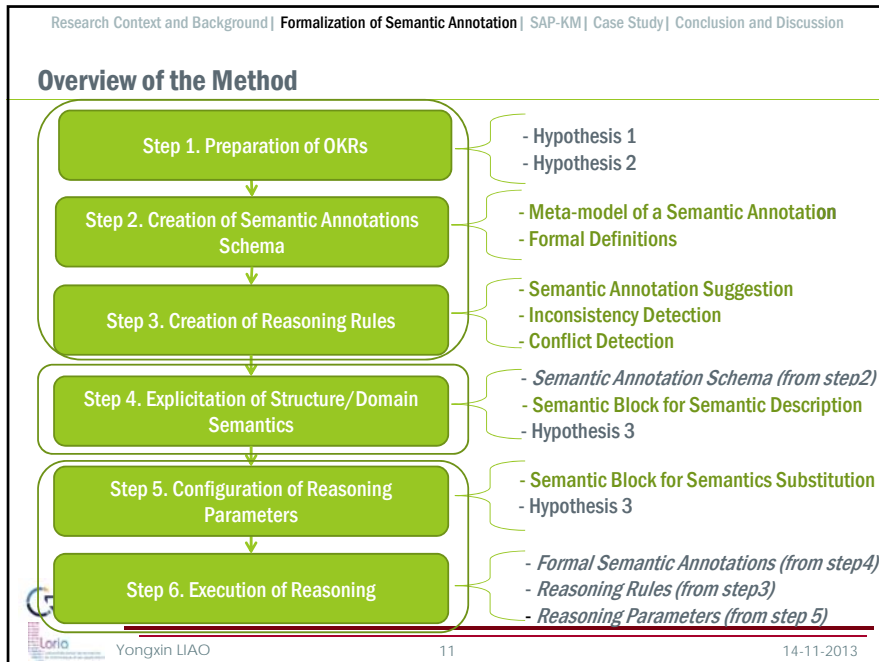 Research Context and Background| Formalization of Semantic Annotation| SAP-KM| Case Study| Conclusion and Discussion
Overview of the Method
Step 1. Preparation of OKRs
- Hypothesis 1
- Hypothesis 2
Step 2. Creation of Semantic Annotations
Schema
- Meta-model of a Semantic Annotation
- Formal Definitions
Step 3. Creation of Reasoning Rules
- Semantic Annotation Suggestion
- Inconsistency Detection
- Conflict Detection
Step 4. Explicitation of Structure/Domain
Semantics
- Semantic Annotation Schema (from step2)
- Semantic Block for Semantic Description
- Hypothesis 3
Step 5. Configuration of Reasoning
Parameters
- Semantic Block for Semantics Substitution
- Hypothesis 3
Step 6. Execution of Reasoning
- Formal Semantic Annotations (from step4)
- Reasoning Rules (from step3)
- Reasoning Parameters (from step 5)
Loria
Yongxin LIAO
11
14-11-2013